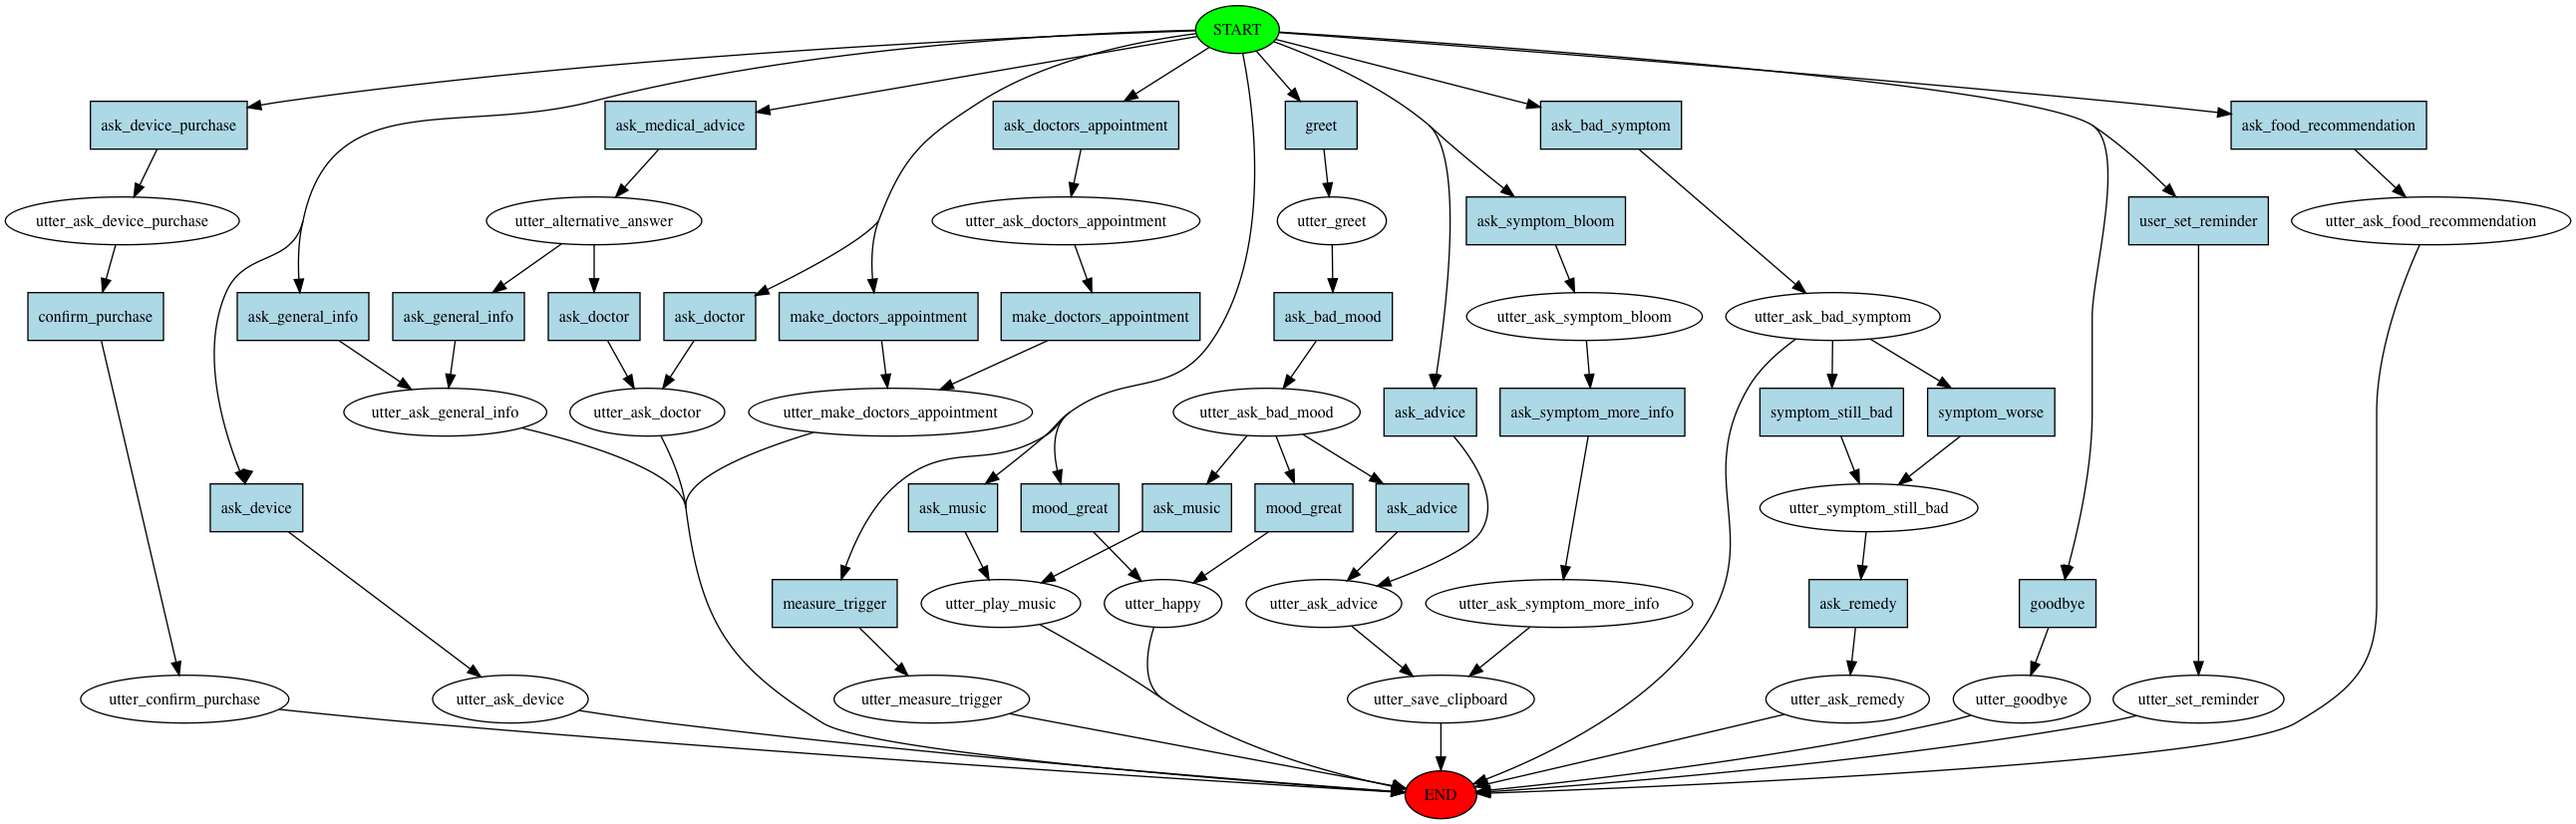 START
ask_device_purchase
ask_medical_advice
ask_doctors_appointment
greet
ask_bad_symptom
ask_food_recommendation
utter_ask_device_purchase
utter_alternative_answer
utter_ask_doctors_appointment
utter_greet
ask_symptom_bloom
user_set_reminder
utter_ask_food_recommendation
confirm_purchase
ask_general_info
ask_general_info
ask_doctor
ask_doctor
make_doctors_appointment
make_doctors_appointment
ask_bad_mood
utter_ask_symptom_bloom
utter_ask_bad_symptom
utter_ask_general_info
utter_ask_doctor
utter_make_doctors_appointment
utter_ask_bad_mood
ask_advice
ask_symptom_more_info
symptom_still_bad
symptom_worse
ask_device
ask_music
mood_great
ask_music
mood_great
ask_advice
utter_symptom_still_bad
measure_trigger
utter_play_music
utter_happy
utter_ask_advice
utter_ask_symptom_more_info
ask_remedy
goodbye
utter_confirm_purchase
utter_ask_device
utter_measure_trigger
utter_save_clipboard
utter_ask_remedy
utter_goodbye
utter_set_reminder
END